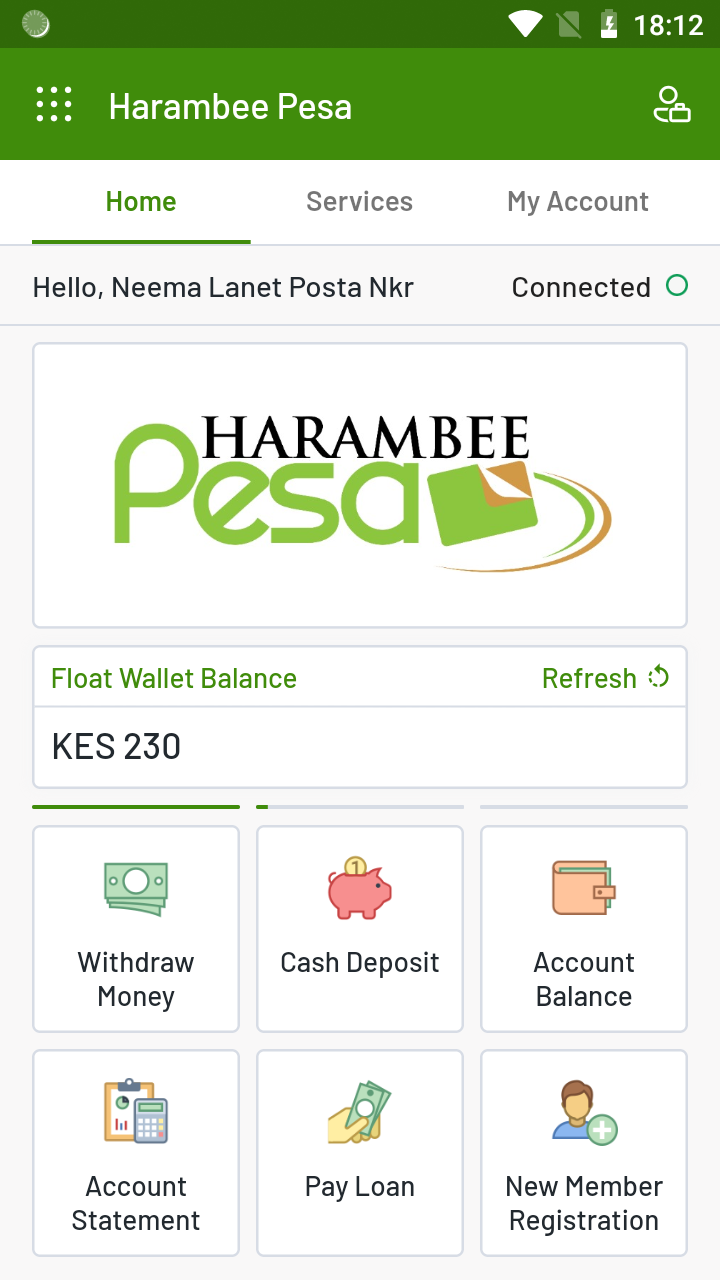 18:12
Harambee Pesa
Home Services My Account
Hello, Neema Lanet Posta Nkr Connected
HARAMBEE
Pesa
Float Wallet Balance Refresh
KES 230
Withdraw
Money
1
Cash Deposit
Account
Balance
Account
Statement
Pay Loan
New Member
Registration